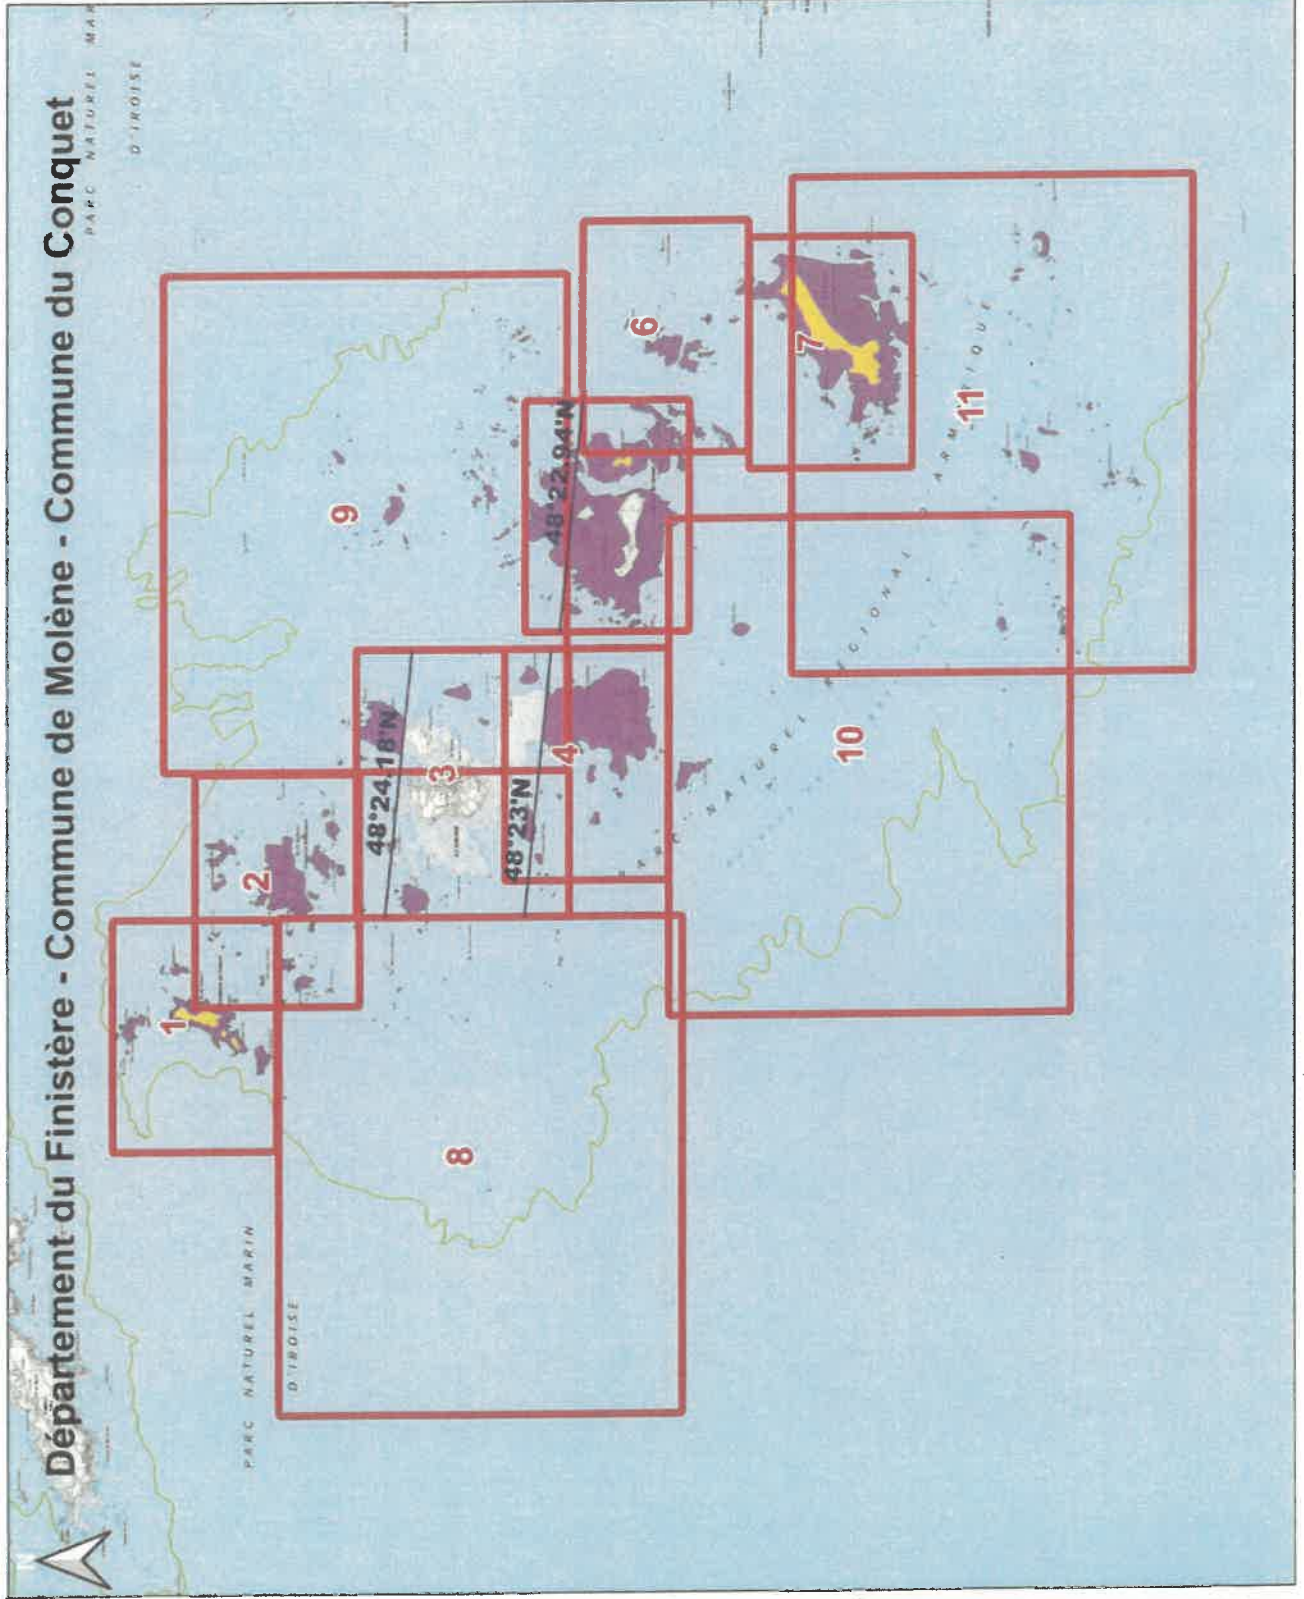 Département du Finistère - Commune de Molène - Commune du Conquet
PARC NATUREL MAR
D'IROISE
1
2
9
48°24.18'N
3
48°23'N
4
48°22.94'N
6
7
8
PARC NATUREL MARIN
D'IROISE
10
11
PARC NATUREL RÉGIONAL D'ARMORIQUE